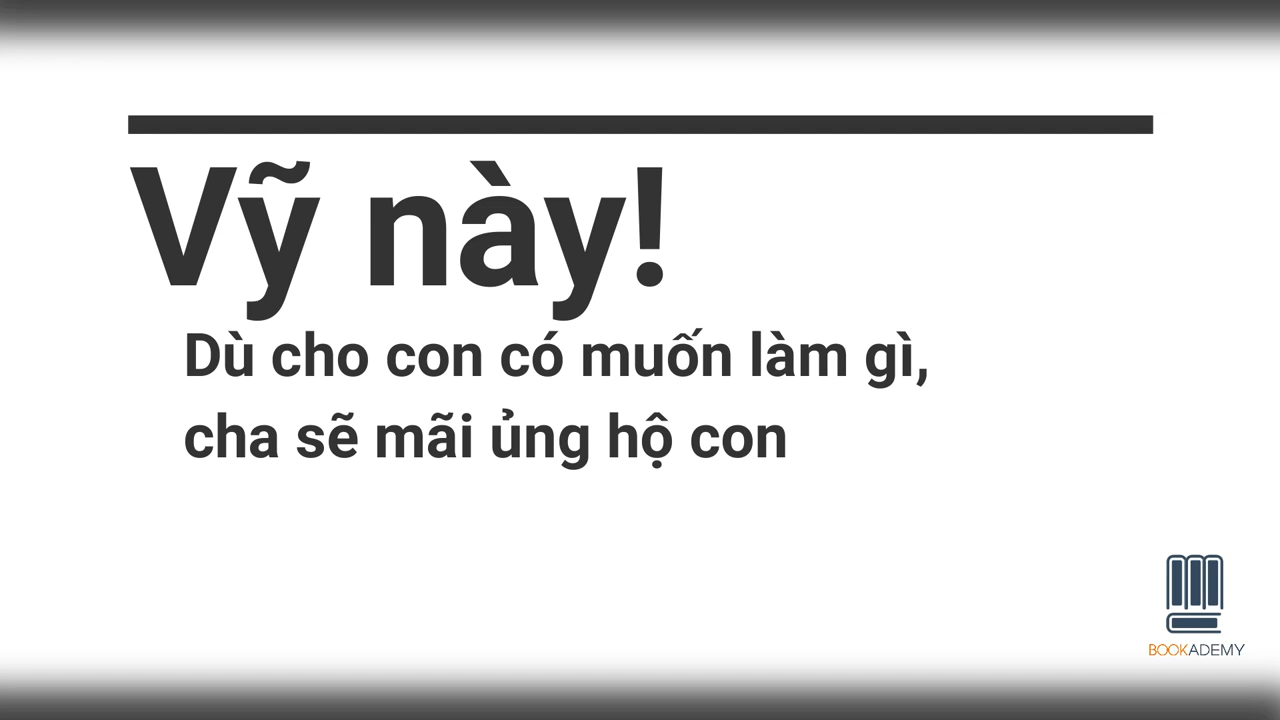 Vỹ này!
Dù cho con có muốn làm gì,
cha sẽ mãi ủng hộ con
BOOKADEMY